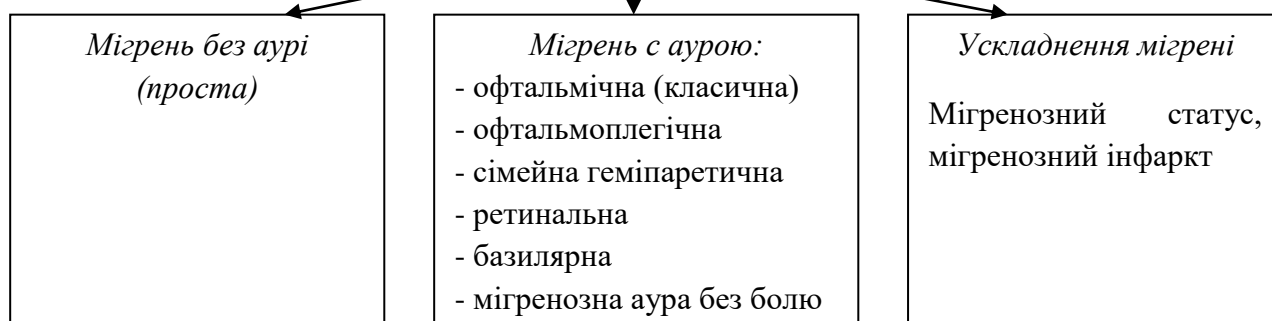 Мігрень без аурі
(проста)
Мігрень с аурою:
- офтальмічна (класична)
- офтальмоплегічна
- сімейна геміпаретична
- ретинальна
- базилярна
- мігренозна аура без болю
Ускладнення мігрені
Мігренозний статус,
мігренозний інфаркт